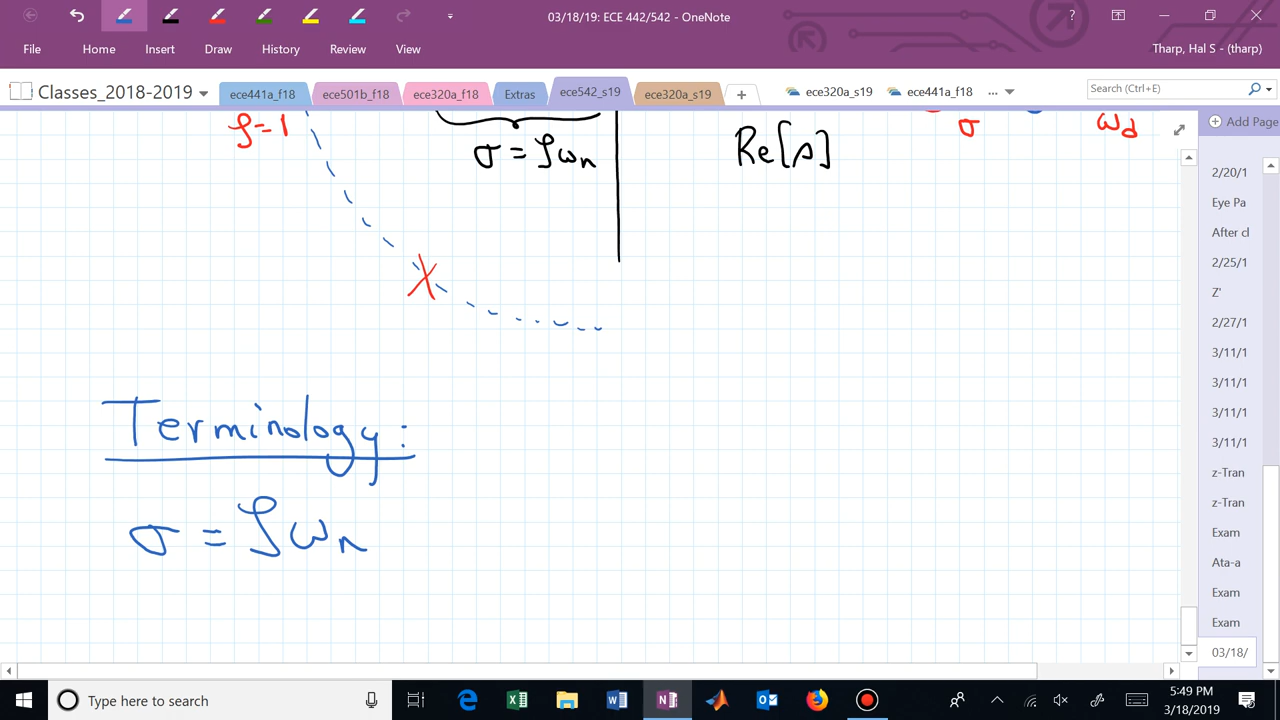 03/18/19: ECE 442/542 - OneNote
?
File Home Insert Draw History Review View
Tharp, Hal S - (tharp)
Classes_2018-2019 ece441a_f18 ece501b_f18 ece320a_f18 Extras ece542_s19 ece320a_s19 + ece320a_s19 ece441a_f18 ...
Search (Ctrl+E)
Add Page
ζ=1
σ = ζωn
Re[s]
σ
ωd
2/20/1
Eye Pa
After cl
2/25/1
Z'
2/27/1
3/11/1
3/11/1
3/11/1
3/11/1
z-Tran
z-Tran
Exam
Ata-a
Exam
Exam
03/18/
Terminology:
σ = ζωn
Type here to search
5:49 PM
3/18/2019